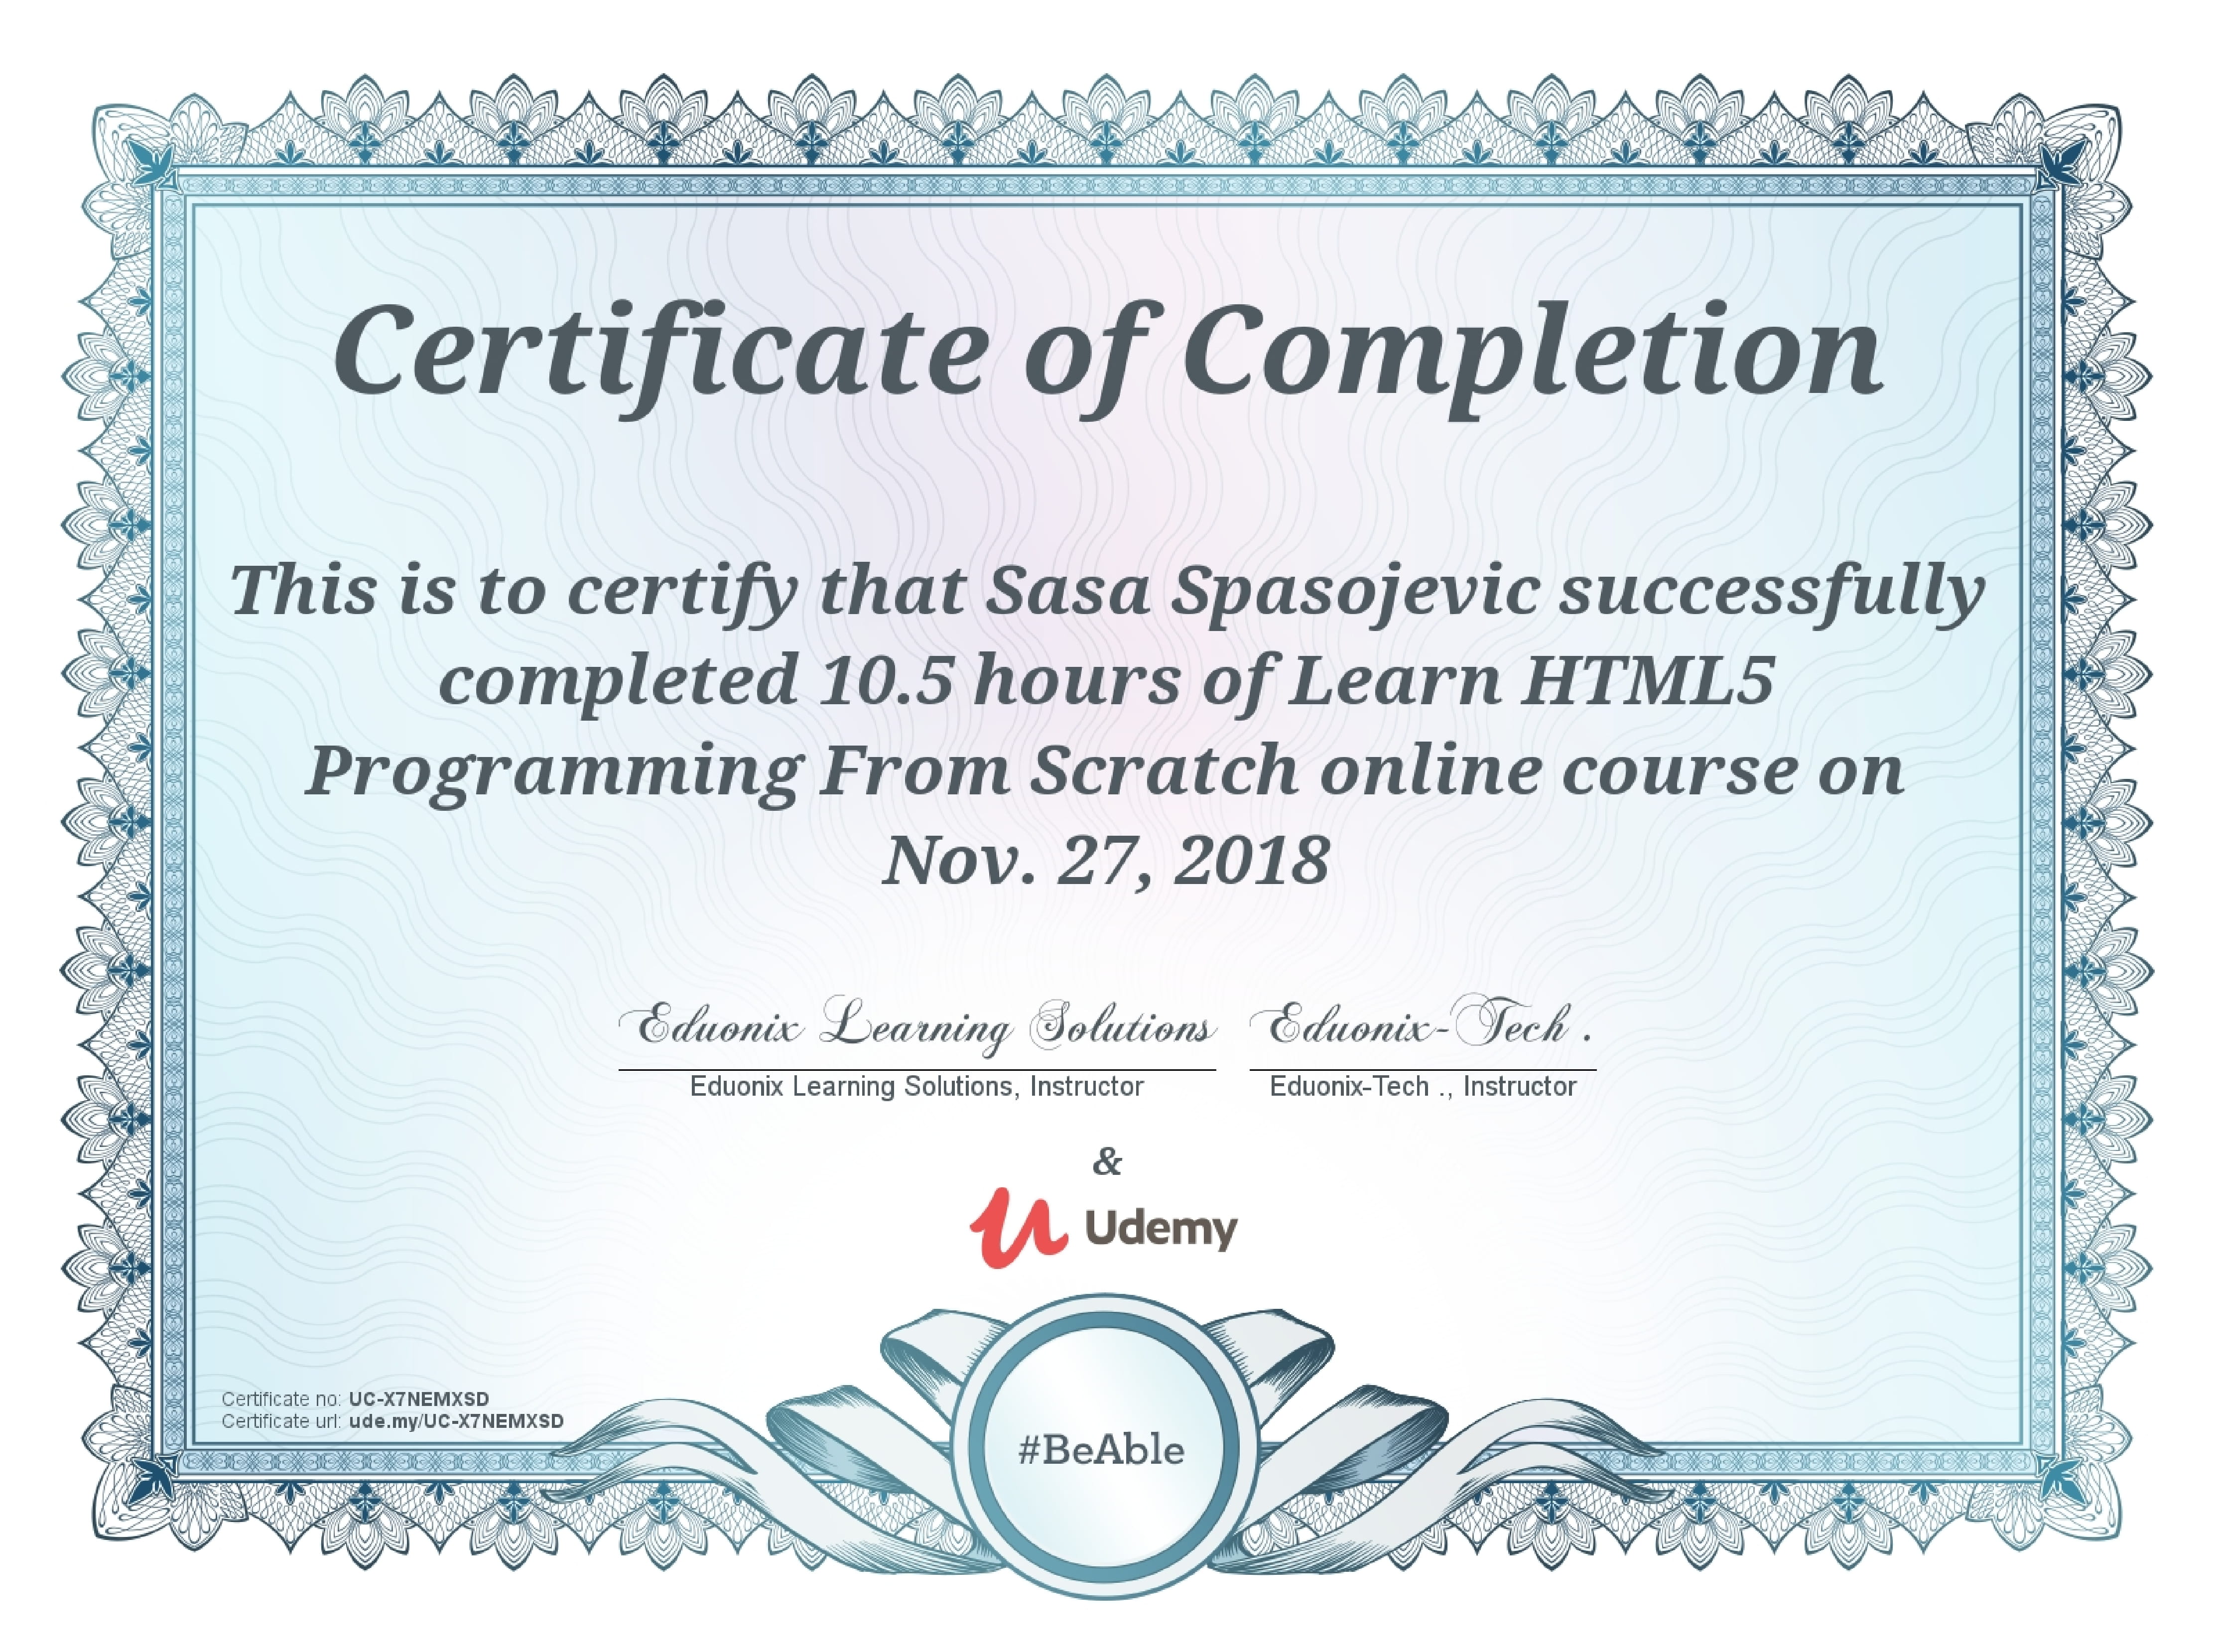 Certificate of Completion
This is to certify that Sasa Spasojevic successfully
completed 10.5 hours of Learn HTML5
Programming From Scratch online course on
Nov. 27, 2018
Eduonix Learning Solutions Eduonix-Tech .
Eduonix Learning Solutions, Instructor Eduonix-Tech ., Instructor
&
Udemy
Certificate no: UC-X7NEMXSD
Certificate url: ude.my/UC-X7NEMXSD
#BeAble